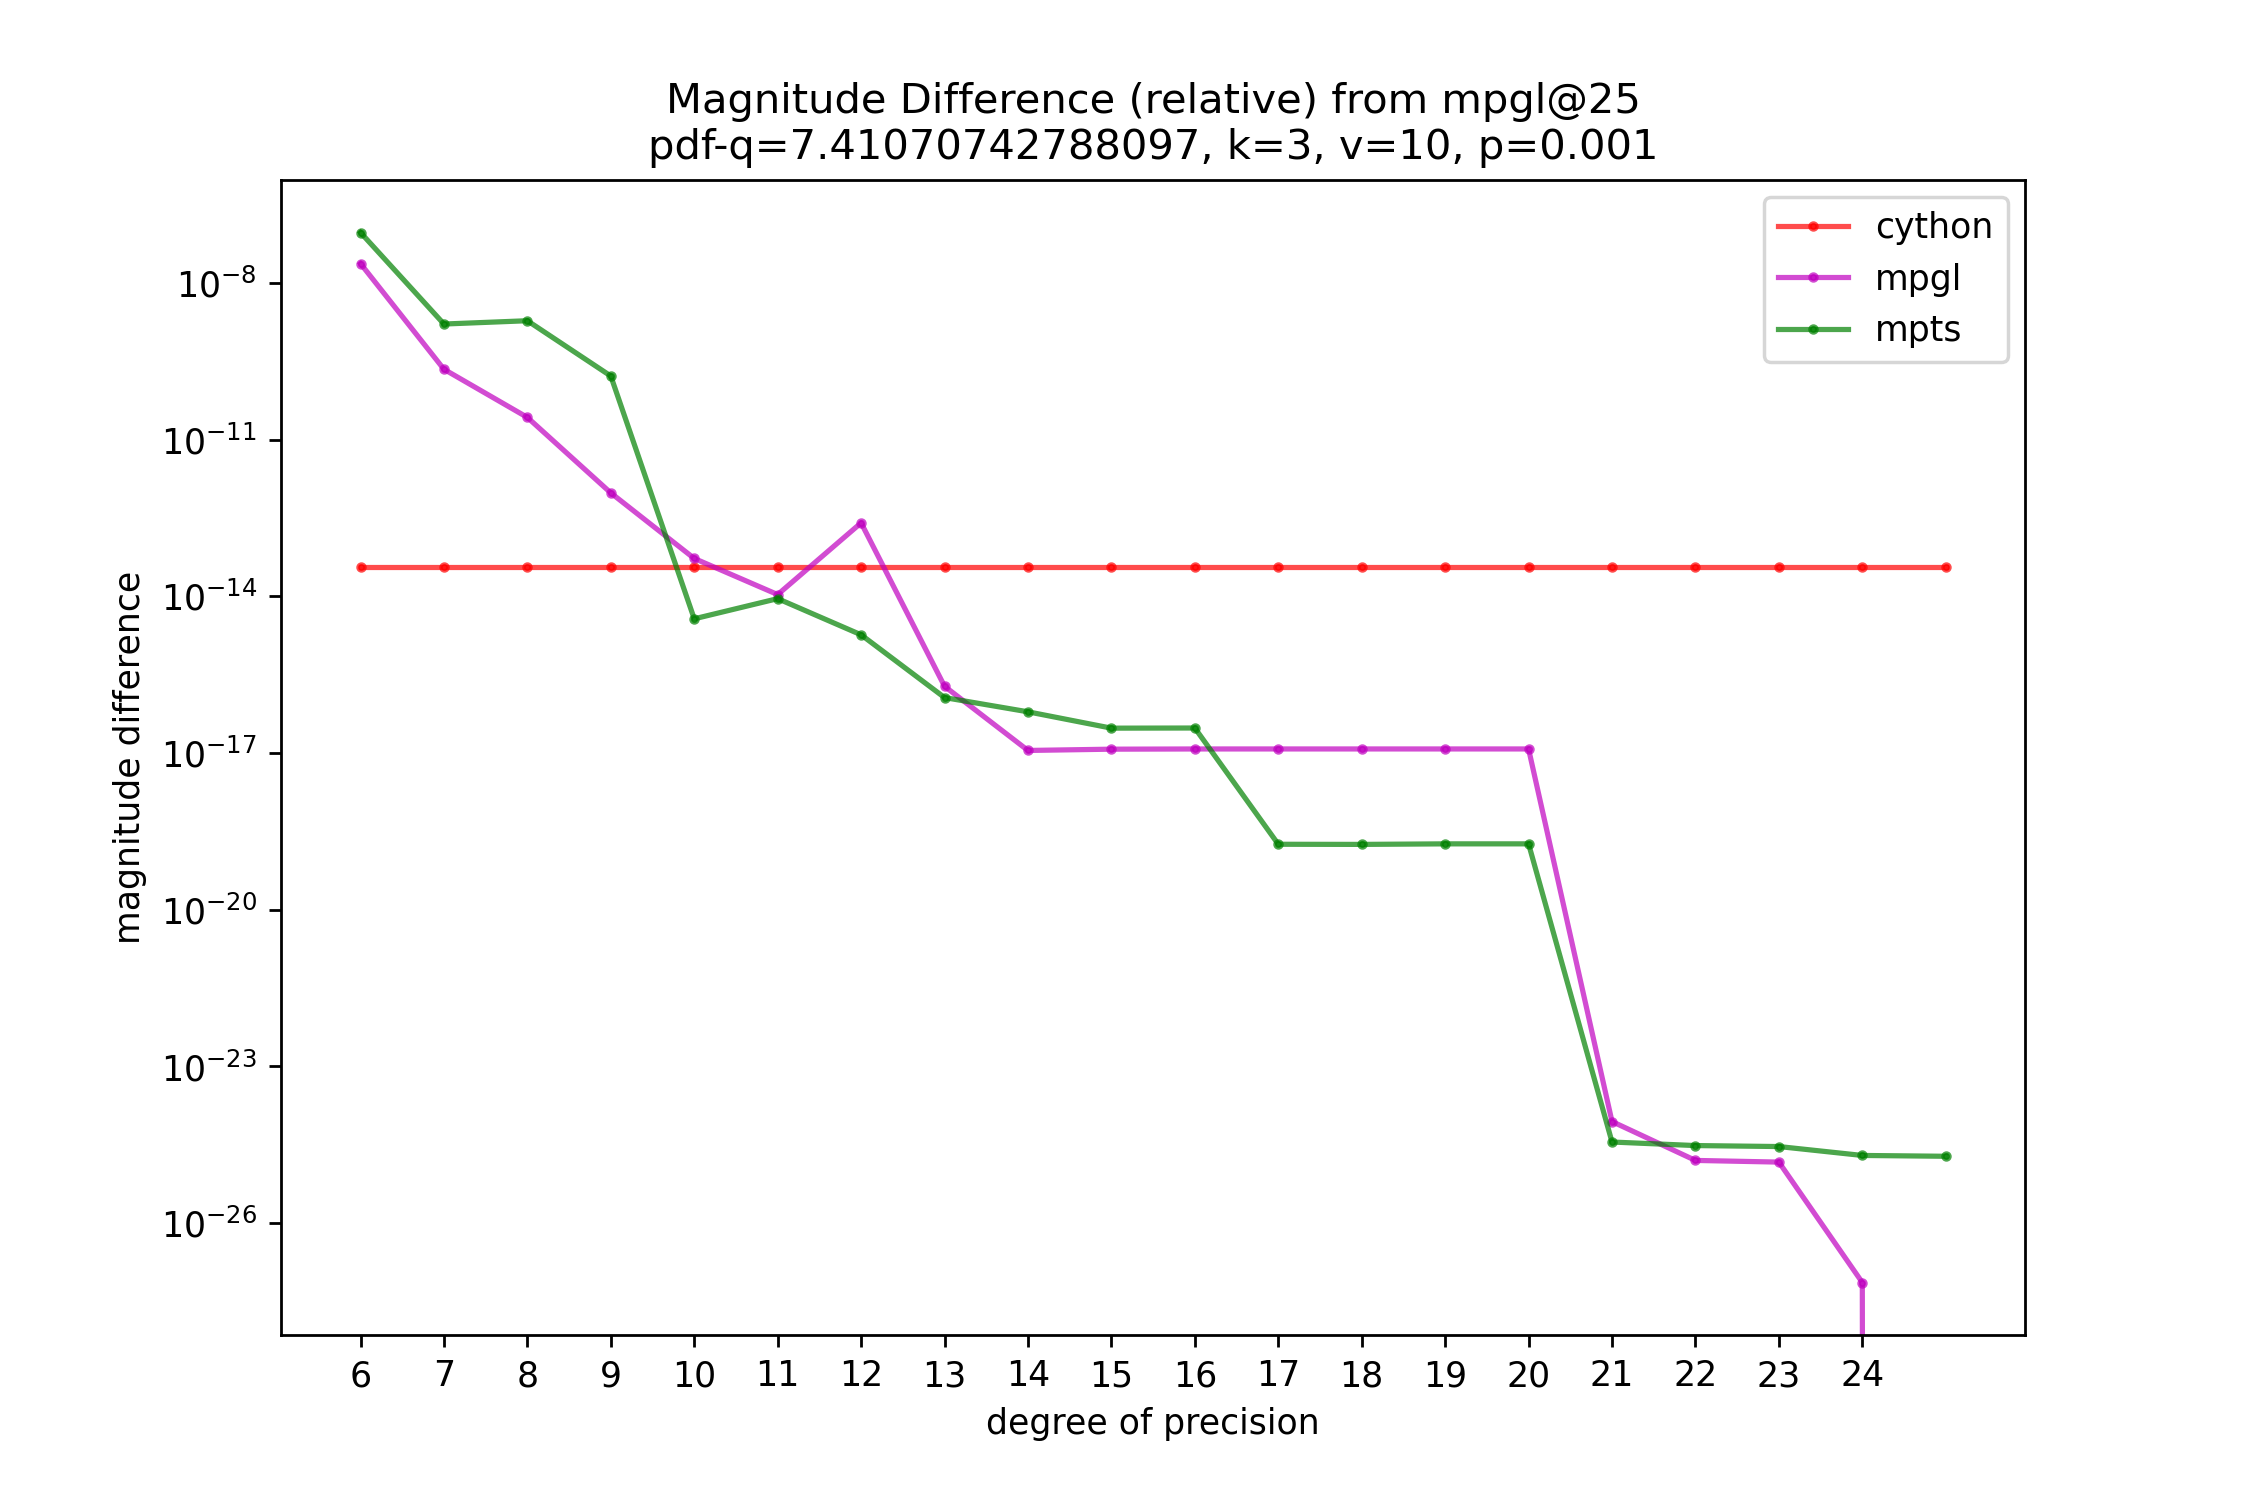 Magnitude Difference (relative) from mpgl@25
pdf-q=7.41070742788097, k=3, v=10, p=0.001
cython
mpgl
mpts
magnitude difference
10⁻⁸
10⁻¹¹
10⁻¹⁴
10⁻¹⁷
10⁻²⁰
10⁻²³
10⁻²⁶
6 7 8 9 10 11 12 13 14 15 16 17 18 19 20 21 22 23 24
degree of precision